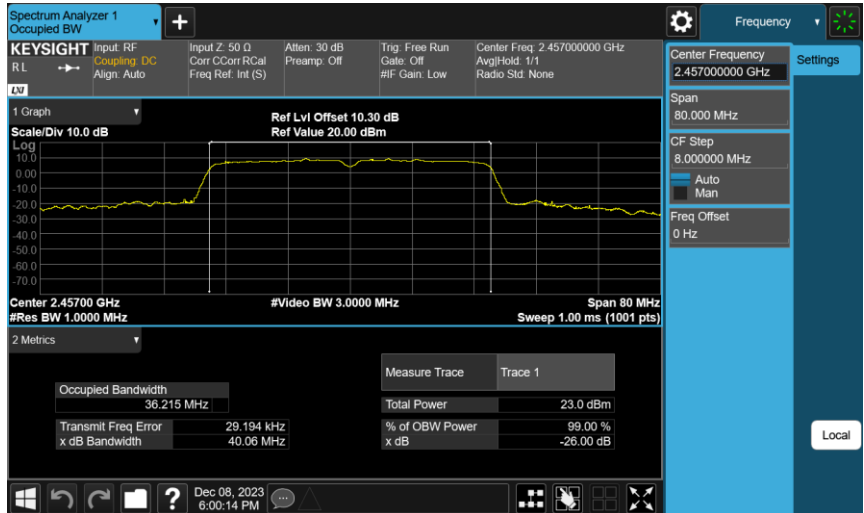 Spectrum Analyzer 1
Occupied BW
Frequency
KEYSIGHT
R L
LXI
Input: RF
Coupling: DC
Align: Auto
Input Z: 50 Ω
Corr CCorr RCal
Freq Ref: Int (S)
Atten: 30 dB
Preamp: Off
Trig: Free Run
Gate: Off
#IF Gain: Low
Center Freq: 2.457000000 GHz
Avg|Hold: 1/1
Radio Std: None
Center Frequency
2.457000000 GHz
Settings
Span
80.000 MHz
CF Step
8.000000 MHz
Auto
Man
Freq Offset
0 Hz
Local
1 Graph
Scale/Div 10.0 dB
Ref Lvl Offset 10.30 dB
Ref Value 20.00 dBm
Log
10.0
0.00
-10.0
-20.0
-30.0
-40.0
-50.0
-60.0
-70.0
Center 2.45700 GHz
#Video BW 3.0000 MHz
Span 80 MHz
#Res BW 1.0000 MHz
Sweep 1.00 ms (1001 pts)
2 Metrics
Measure Trace Trace 1
Occupied Bandwidth
36.215 MHz
Total Power 23.0 dBm
Transmit Freq Error 29.194 kHz
% of OBW Power 99.00 %
x dB Bandwidth 40.06 MHz
x dB -26.00 dB
?
Dec 08, 2023
6:00:14 PM